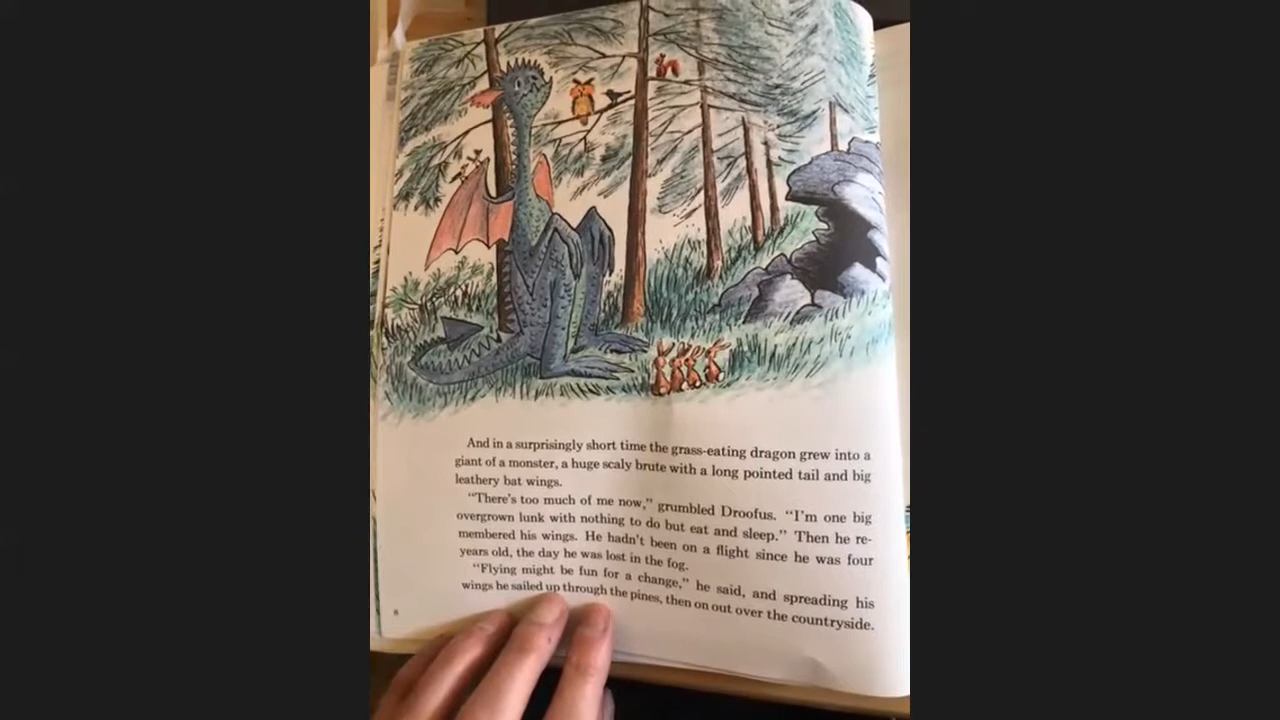 And in a surprisingly short time the grass-eating dragon grew into a
giant of a monster, a huge scaly brute with a long pointed tail and big
leathery bat wings.
“There’s too much of me now,” grumbled Droofus. “I’m one big
overgrown lunk with nothing to do but eat and sleep.” Then he re-
membered his wings. He hadn’t been on a flight since he was four
years old, the day he was lost in the fog.
“Flying might be fun for a change,” he said, and spreading his
wings he sailed up through the pines, then on out over the countryside.
8